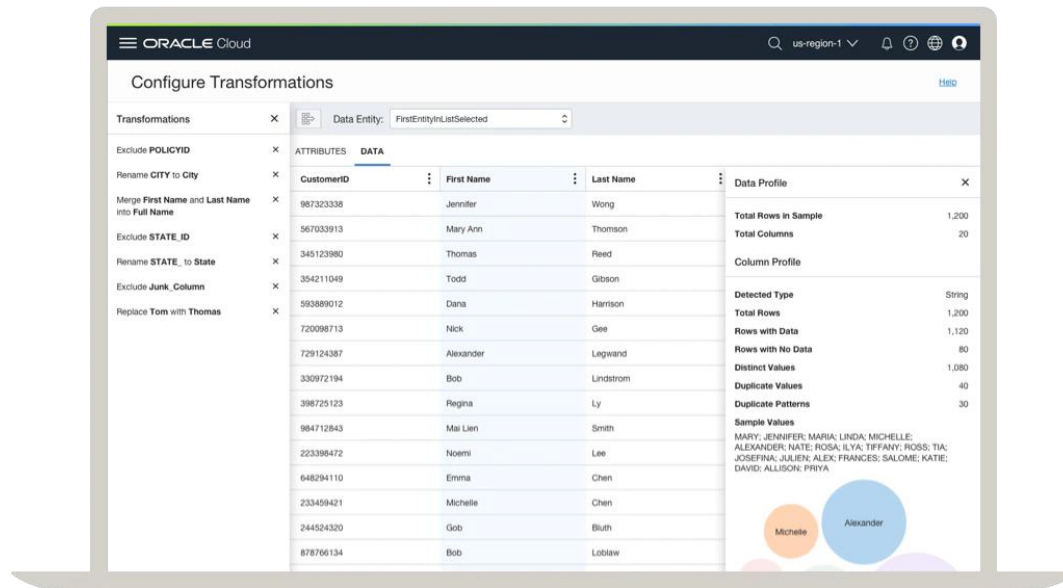 ORACLE Cloud
us-region-1
Configure Transformations
Help
Transformations
Exclude POLICYID
Rename CITY to City
Merge First Name and Last Name
into Full Name
Exclude STATE_ID
Rename STATE_ to State
Exclude Junk_Column
Replace Tom with Thomas
Data Entity: FirstEntityInListSelected
ATTRIBUTES DATA
CustomerID First Name Last Name
987323338 Jennifer Wong
567033913 Mary Ann Thomson
345123980 Thomas Reed
354211049 Todd Gibson
593889012 Dana Harrison
720098713 Nick Gee
729124387 Alexander Legwand
330972194 Bob Lindstrom
398725123 Regina Ly
984712843 Mai Lien Smith
223398472 Noemi Lee
648294110 Emma Chen
233459421 Michelle Chen
244524320 Gob Bluth
878766134 Bob Loblaw
Data Profile
Total Rows in Sample 1,200
Total Columns 20
Column Profile
Detected Type String
Total Rows 1,200
Rows with Data 1,120
Rows with No Data 80
Distinct Values 1,080
Duplicate Values 40
Duplicate Patterns 30
Sample Values
MARY; JENNIFER; MARIA; LINDA; MICHELLE;
ALEXANDER; NATE; ROSA; ILYA; TIFFANY; ROSS; TIA;
JOSEFINA; JULIEN; ALEX; FRANCES; SALOME; KATIE;
DAVID; ALLISON; PRIYA
Michelle
Alexander